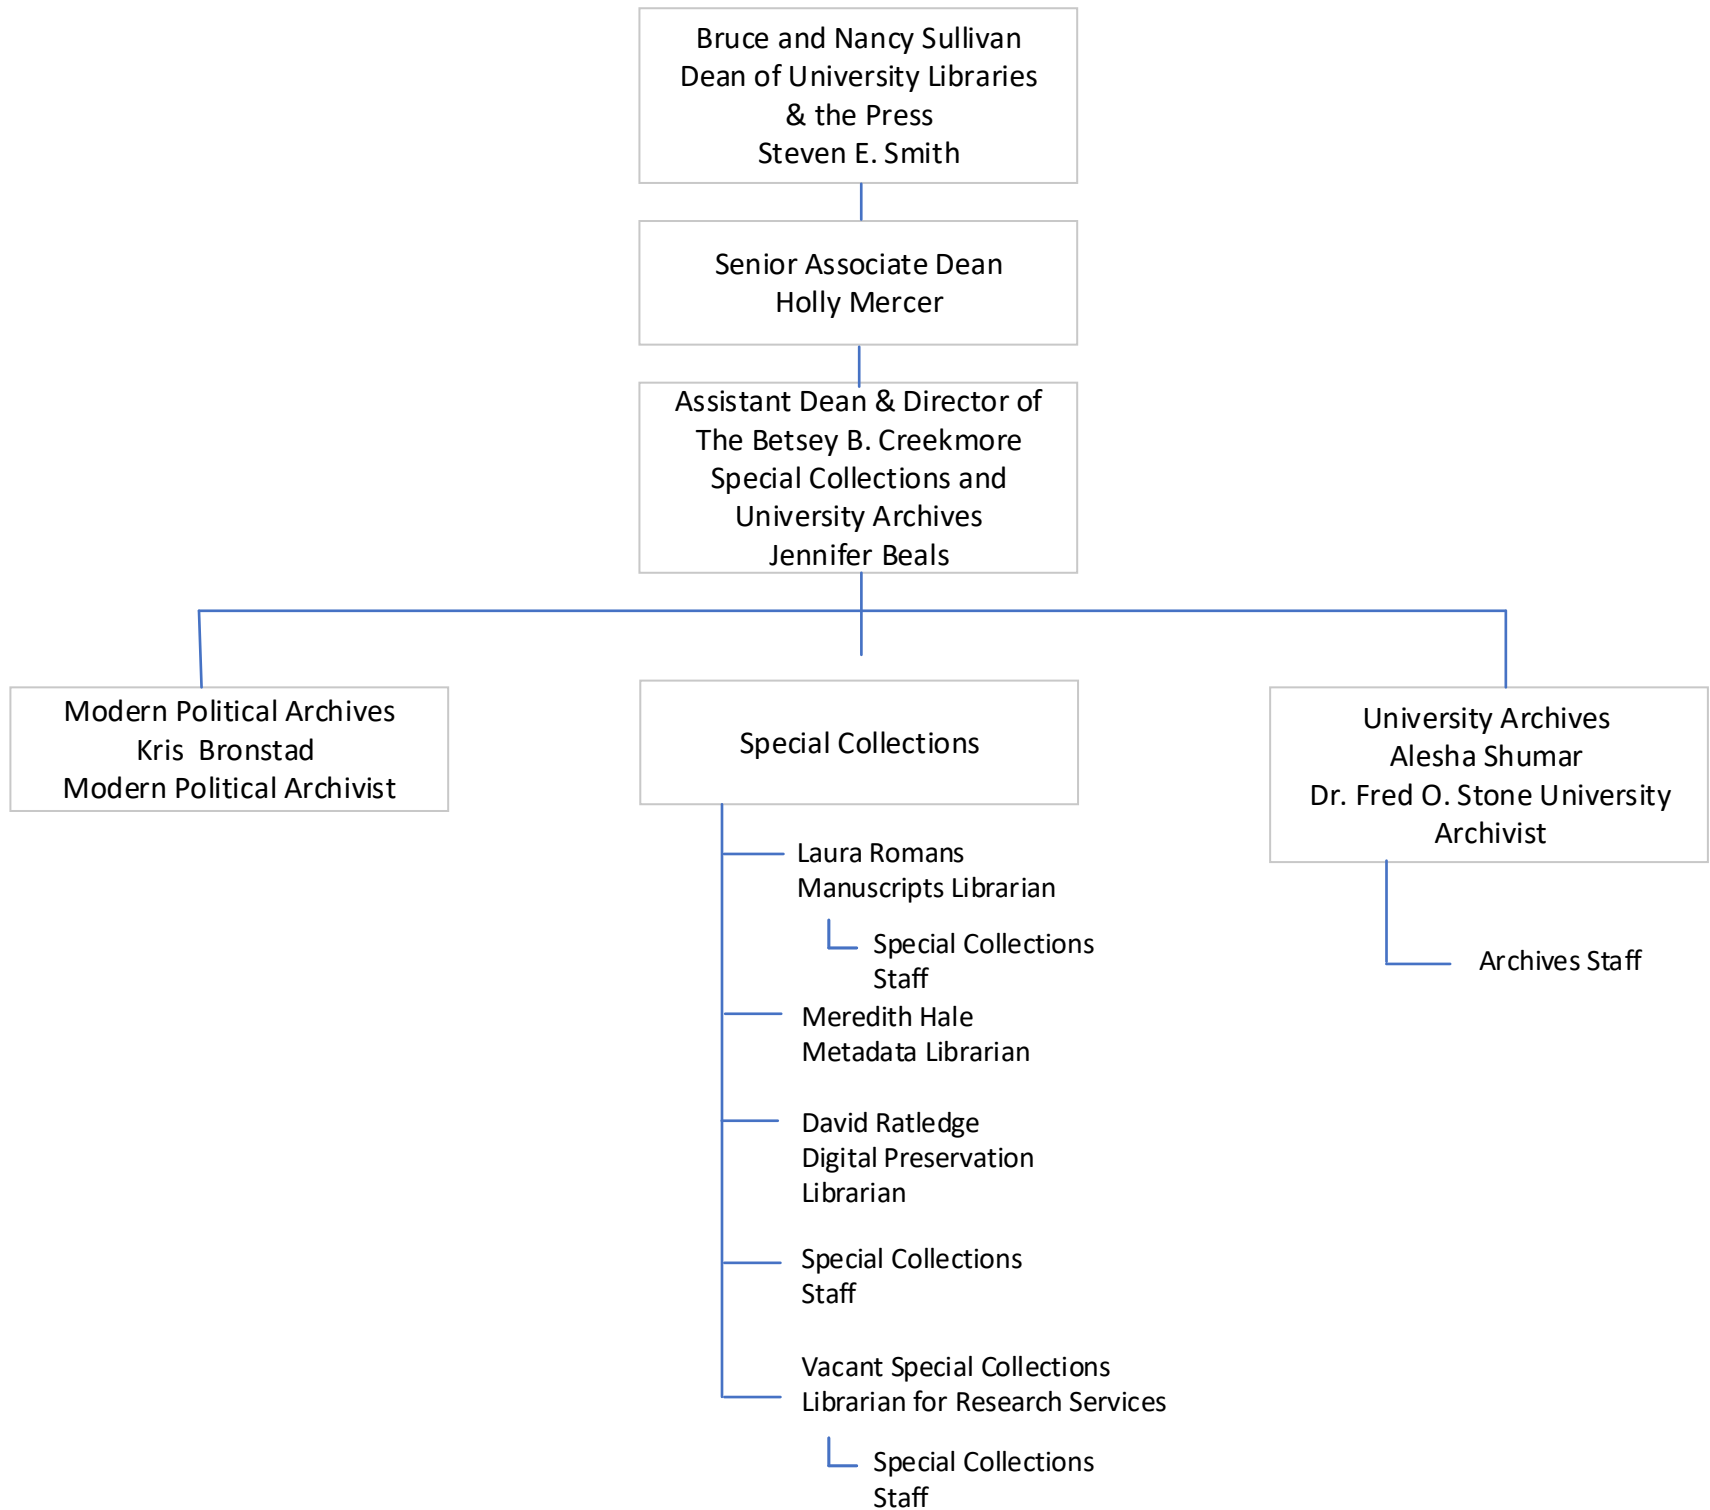 Bruce and Nancy Sullivan
Dean of University Libraries
& the Press
Steven E. Smith
Senior Associate Dean
Holly Mercer
Assistant Dean & Director of
The Betsey B. Creekmore
Special Collections and
University Archives
Jennifer Beals
Modern Political Archives
Kris Bronstad
Modern Political Archivist
Special Collections
Laura Romans
Manuscripts Librarian
Special Collections
Staff
Meredith Hale
Metadata Librarian
David Ratledge
Digital Preservation
Librarian
Special Collections
Staff
Vacant Special Collections
Librarian for Research Services
Special Collections
Staff
University Archives
Alesha Shumar
Dr. Fred O. Stone University
Archivist
Archives Staff